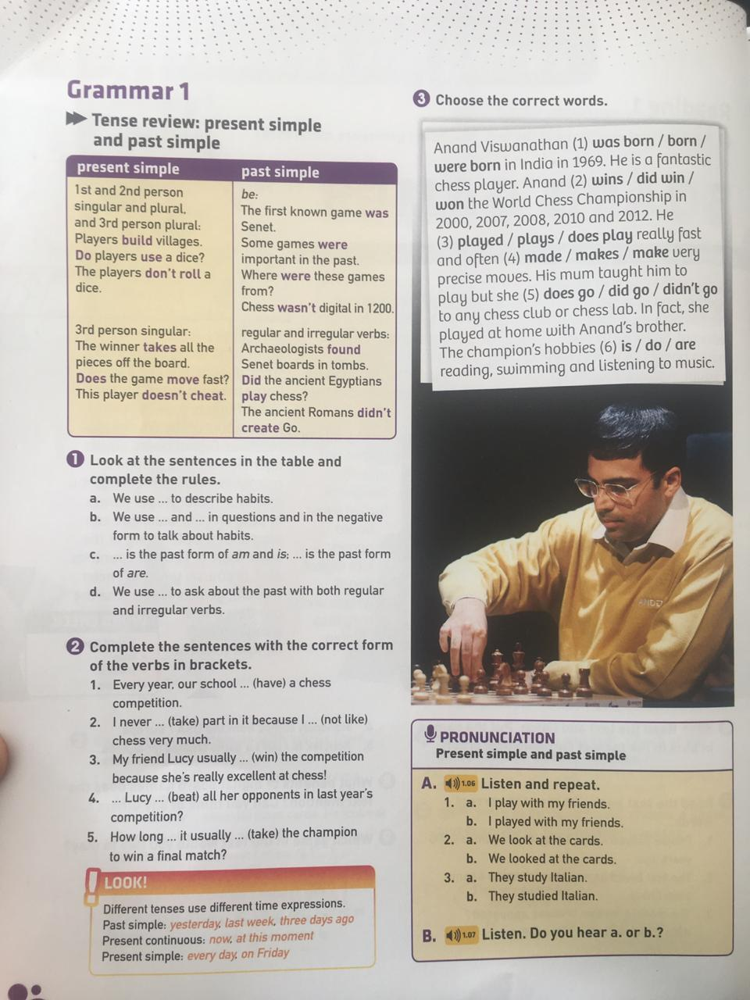 Grammar 1
Tense review: present simple
and past simple
present simple
1st and 2nd person
singular and plural,
and 3rd person plural:
Players build villages.
Do players use a dice?
The players don't roll a
dice.
3rd person singular:
The winner takes all the
pieces off the board.
Does the game move fast?
This player doesn't cheat.
past simple
be:
The first known game was
Senet.
Some games were
important in the past.
Where were these games
from?
Chess wasn't digital in 1200.
regular and irregular verbs:
Archaeologists found
Senet boards in tombs.
Did the ancient Egyptians
play chess?
The ancient Romans didn't
create Go.
1 Look at the sentences in the table and
complete the rules.
a. We use ... to describe habits.
b. We use ... and ... in questions and in the negative
form to talk about habits.
c. ... is the past form of am and is; ... is the past form
of are.
d. We use ... to ask about the past with both regular
and irregular verbs.
2 Complete the sentences with the correct form
of the verbs in brackets.
1. Every year, our school ... (have) a chess
competition.
2. I never ... (take) part in it because I ... (not like)
chess very much.
3. My friend Lucy usually ... (win) the competition
because she's really excellent at chess!
4. ... Lucy ... (beat) all her opponents in last year's
competition?
5. How long ... it usually ... (take) the champion
to win a final match?
LOOK!
Different tenses use different time expressions.
Past simple: yesterday, last week, three days ago
Present continuous: now, at this moment
Present simple: every day, on Friday
3 Choose the correct words.
Anand Viswanathan (1) was born / born /
were born in India in 1969. He is a fantastic
chess player. Anand (2) wins / did win /
won the World Chess Championship in
2000, 2007, 2008, 2010 and 2012. He
(3) played / plays / does play really fast
and often (4) made / makes / make very
precise moves. His mum taught him to
play but she (5) does go / did go / didn't go
to any chess club or chess lab. In fact, she
played at home with Anand's brother.
The champion's hobbies (6) is / do / are
reading, swimming and listening to music.
PRONUNCIATION
Present simple and past simple
A. 1.06 Listen and repeat.
1. a. I play with my friends.
b. I played with my friends.
2. a. We look at the cards.
b. We looked at the cards.
3. a. They study Italian.
b. They studied Italian.
B. 1.07 Listen. Do you hear a. or b.?